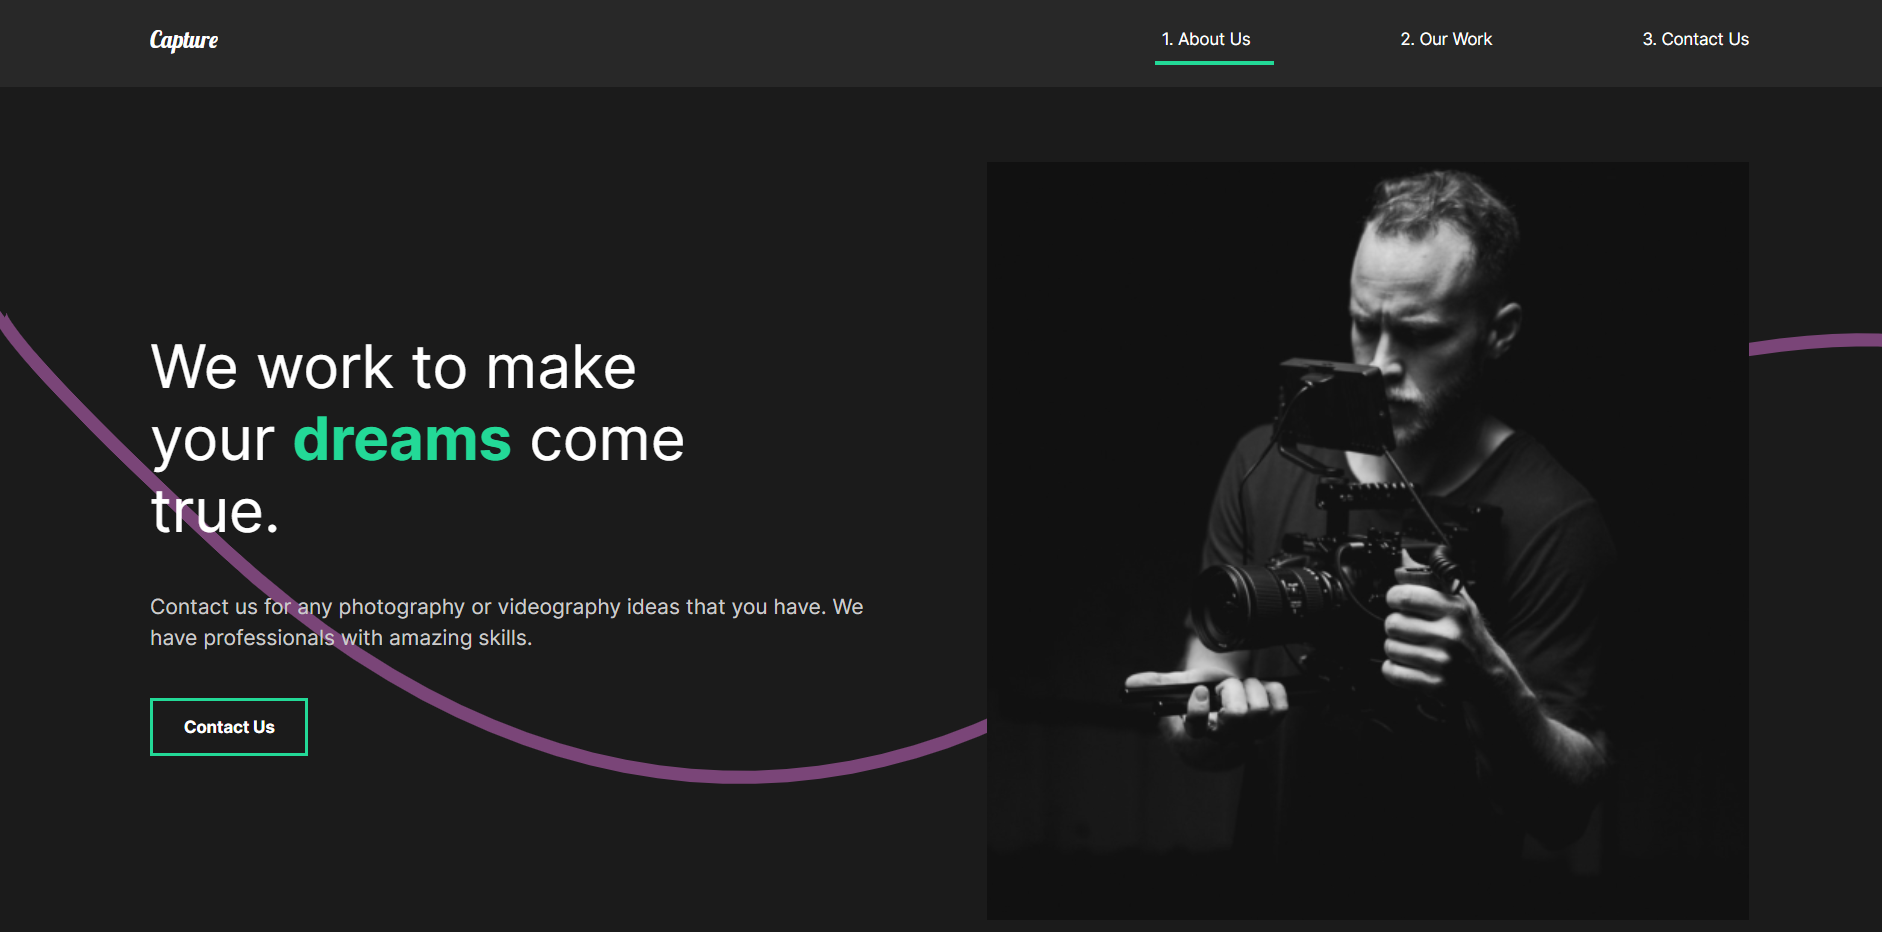 Capture
1. About Us
2. Our Work
3. Contact Us
We work to make
your dreams come
true.
Contact us for any photography or videography ideas that you have. We
have professionals with amazing skills.
Contact Us